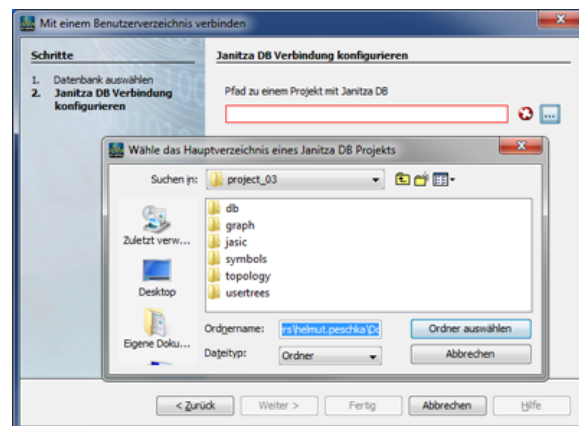 Mit einem Benutzerverzeichnis verbinden
Schritte
1. Datenbank auswählen
2. Janitza DB Verbindung
konfigurieren
Janitza DB Verbindung konfigurieren
Pfad zu einem Projekt mit Janitza DB
...
Wähle das Hauptverzeichnis eines Janitza DB Projekts
Suchen in: project_03
db
graph
jasic
symbols
topology
usertrees
Zuletzt verw...
Desktop
Eigene Doku...
Ordnername: rs\helmut.peschka\Do
Ordner auswählen
Dateityp: Ordner
Abbrechen
< Zurück Weiter > Fertig Abbrechen Hilfe